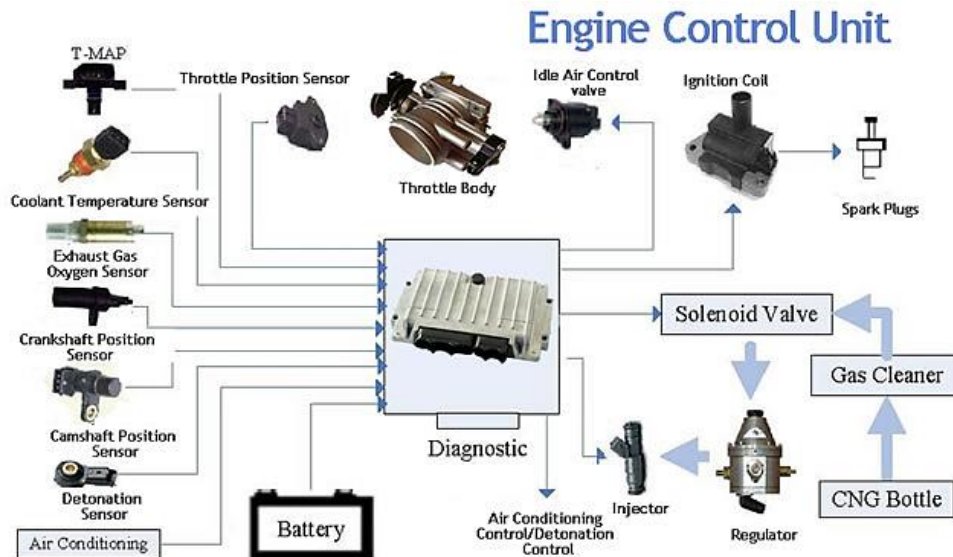 Engine Control Unit
T-MAP
Throttle Position Sensor
Idle Air Control
valve
Ignition Coil
Throttle Body
Spark Plugs
Coolant Temperature Sensor
Exhaust Gas
Oxygen Sensor
Crankshaft Position
Sensor
Solenoid Valve
Gas Cleaner
Camshaft Position
Sensor
Diagnostic
Detonation
Sensor
Battery
Air Conditioning
Control/Detonation
Control
Injector
Regulator
CNG Bottle
Air Conditioning